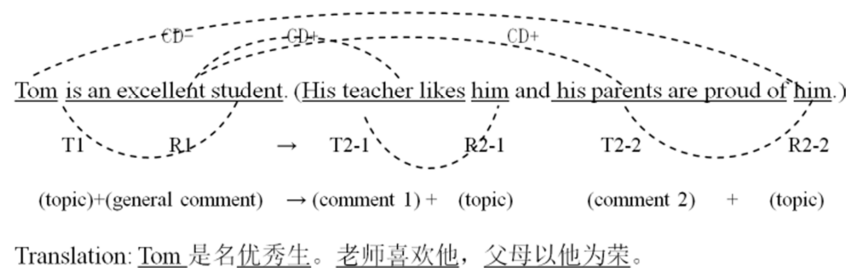 CD- CD+ CD+
Tom is an excellent student. (His teacher likes him and his parents are proud of him.)
T1 R1 → T2-1 R2-1 T2-2 R2-2
(topic)+(general comment) → (comment 1) + (topic) (comment 2) + (topic)
Translation: Tom 是名优秀生。老师喜欢他，父母以他为荣。